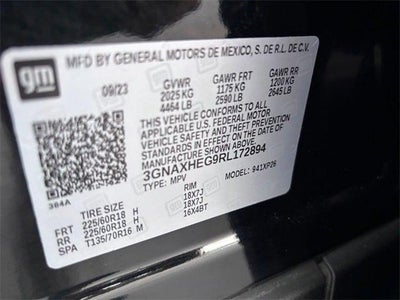 MFD BY GENERAL MOTORS DE MEXICO, S. DE R.L. DE C.V.
gm
09/23 GVWR GAWR FRT GAWR RR
2025 KG 1175 KG 1200 KG
4464 LB 2590 LB 2645 LB
THIS VEHICLE CONFORMS TO ALL APPLICABLE U.S. FEDERAL MOTOR
VEHICLE SAFETY STANDARDS IN EFFECT ON
THE DATE OF MANUFACTURE SHOWN ABOVE.
3GNAXHEG9RL172894
TYPE: MPV MODEL: 941XP26
384A
TIRE SIZE RIM
FRT 225/60R18 H 18X7J
RR 225/60R18 H 18X7J
SPA T135/70R16 M 16X4BT